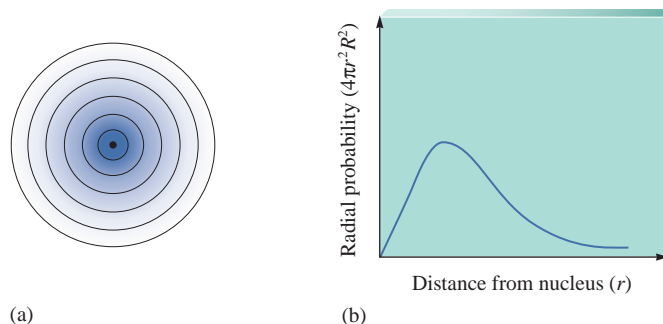 Radial probability (4πr²R²)
Distance from nucleus (r)
(a)
(b)